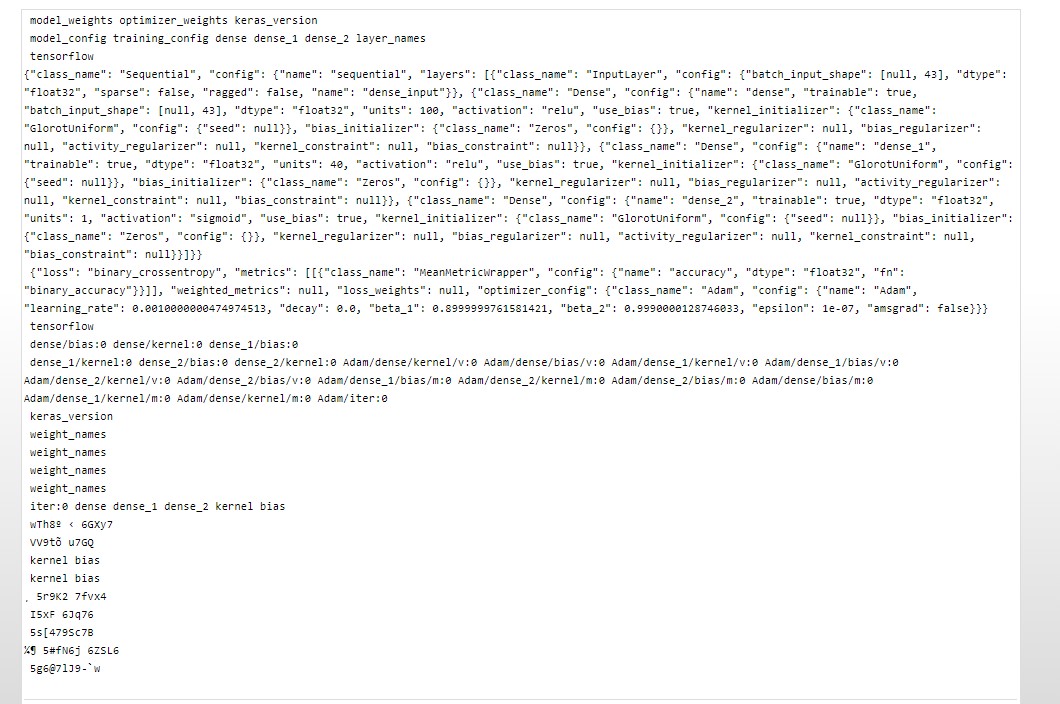 model_weights optimizer_weights keras_version
model_config training_config dense dense_1 dense_2 layer_names
tensorflow
{"class_name": "Sequential", "config": {"name": "sequential", "layers": [{"class_name": "InputLayer", "config": {"batch_input_shape": [null, 43], "dtype":
"float32", "sparse": false, "ragged": false, "name": "dense_input"}}, {"class_name": "Dense", "config": {"name": "dense", "trainable": true,
"batch_input_shape": [null, 43], "dtype": "float32", "units": 100, "activation": "relu", "use_bias": true, "kernel_initializer": {"class_name":
"GlorotUniform", "config": {"seed": null}}, "bias_initializer": {"class_name": "Zeros", "config": {}}, "kernel_regularizer": null, "bias_regularizer":
null, "activity_regularizer": null, "kernel_constraint": null, "bias_constraint": null}}, {"class_name": "Dense", "config": {"name": "dense_1",
"trainable": true, "dtype": "float32", "units": 40, "activation": "relu", "use_bias": true, "kernel_initializer": {"class_name": "GlorotUniform", "config":
{"seed": null}}, "bias_initializer": {"class_name": "Zeros", "config": {}}, "kernel_regularizer": null, "bias_regularizer": null, "activity_regularizer":
null, "kernel_constraint": null, "bias_constraint": null}}, {"class_name": "Dense", "config": {"name": "dense_2", "trainable": true, "dtype": "float32",
"units": 1, "activation": "sigmoid", "use_bias": true, "kernel_initializer": {"class_name": "GlorotUniform", "config": {"seed": null}}, "bias_initializer":
{"class_name": "Zeros", "config": {}}, "kernel_regularizer": null, "bias_regularizer": null, "activity_regularizer": null, "kernel_constraint": null,
"bias_constraint": null}}]}}
{"loss": "binary_crossentropy", "metrics": [[{"class_name": "MeanMetricWrapper", "config": {"name": "accuracy", "dtype": "float32", "fn":
"binary_accuracy"}}]], "weighted_metrics": null, "loss_weights": null, "optimizer_config": {"class_name": "Adam", "config": {"name": "Adam",
"learning_rate": 0.0010000000474974513, "decay": 0.0, "beta_1": 0.8999999761581421, "beta_2": 0.9990000128746033, "epsilon": 1e-07, "amsgrad": false}}}
tensorflow
dense/bias:0 dense/kernel:0 dense_1/bias:0
dense_1/kernel:0 dense_2/bias:0 dense_2/kernel:0 Adam/dense/kernel/v:0 Adam/dense/bias/v:0 Adam/dense_1/kernel/v:0 Adam/dense_1/bias/v:0
Adam/dense_2/kernel/v:0 Adam/dense_2/bias/v:0 Adam/dense_1/bias/m:0 Adam/dense_2/kernel/m:0 Adam/dense_2/bias/m:0 Adam/dense/bias/m:0
Adam/dense_1/kernel/m:0 Adam/dense/kernel/m:0 Adam/iter:0
keras_version
weight_names
weight_names
weight_names
weight_names
iter:0 dense dense_1 dense_2 kernel bias
wTh8º ‹ 6GXy7
VV9tõ u7GQ
kernel bias
kernel bias
¸ 5r9K2 7fvx4
I5xF 6Jq76
5s[479Sc7B
¼¶ 5#fN6j 6ZSL6
5g6@7lJ9-`w